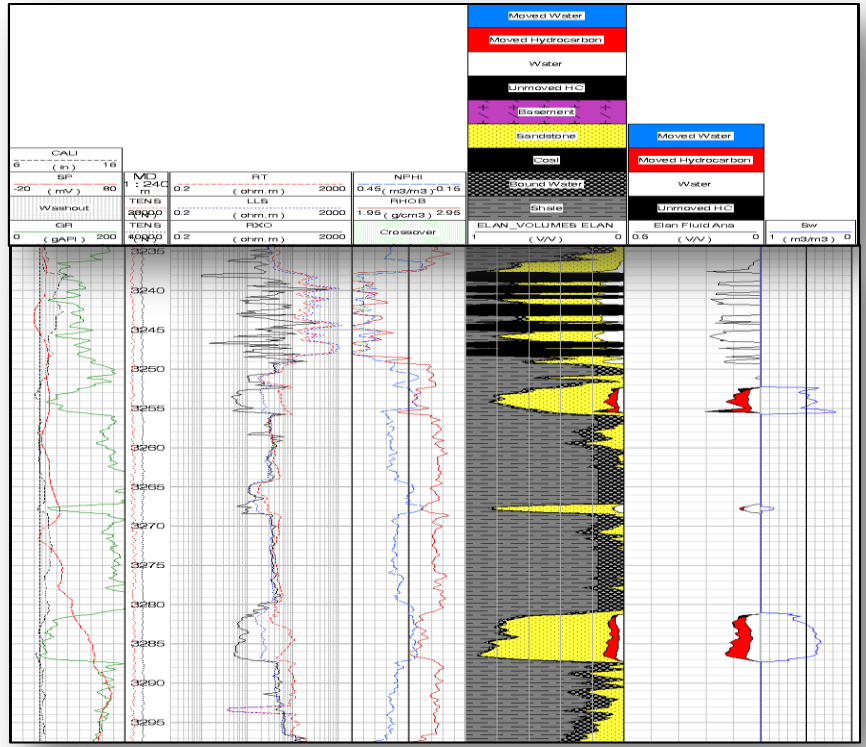 Moved Water
Moved Hydrocarbon
Water
Unmoved HC
Basement
Sandstone
Moved Water
Coal
Moved Hydrocarbon
CALI
6 ( in ) 16
Bound Water
Water
SP
-20 ( mV ) 80
MD
1 : 240
m
RT
0.2 ( ohm.m ) 2000
NPHI
0.45 ( m3/m3 ) -0.15
Shale
Unmoved HC
Washout
TENS
LLS
0.2 ( ohm.m ) 2000
RHOB
1.95 ( g/cm3 ) 2.95
GR
0 ( gAPI ) 200
TENS
RXO
0.2 ( ohm.m ) 2000
Crossover
ELAN_VOLUMES ELAN
1 ( V/V ) 0
Elan Fluid Ana
0.5 ( V/V ) 0
Sw
1 ( m3/m3 ) 0
3235
3240
3245
3250
3255
3260
3265
3270
3275
3280
3285
3290
3295